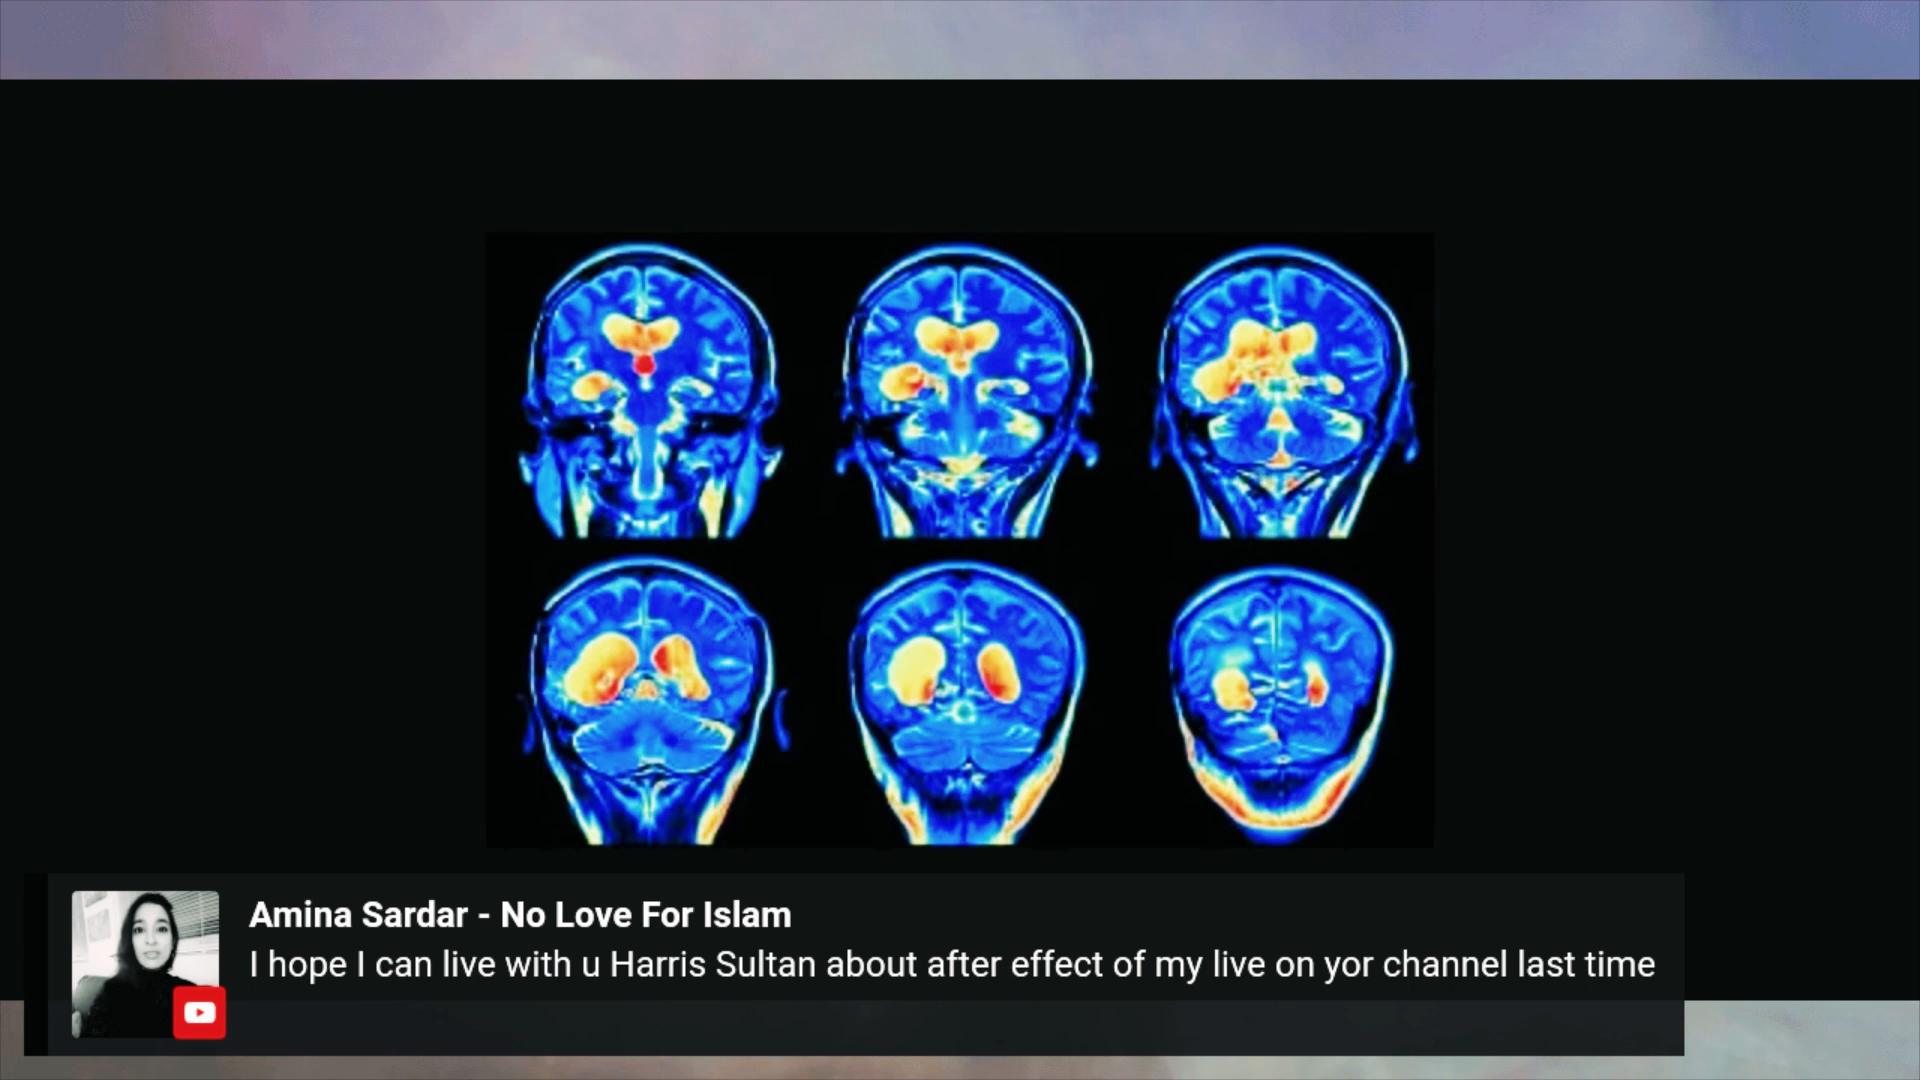 Amina Sardar - No Love For Islam
I hope I can live with u Harris Sultan about after effect of my live on yor channel last time